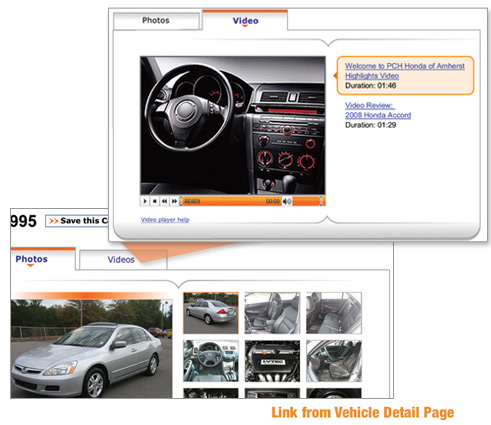 Photos
Video
Welcome to PCH Honda of Amherst
Highlights Video
Duration: 01:46
Video Review:
2008 Honda Accord
Duration: 01:29
00:00
Video player help
995
>> Save this Ca
Photos
Videos
Link from Vehicle Detail Page